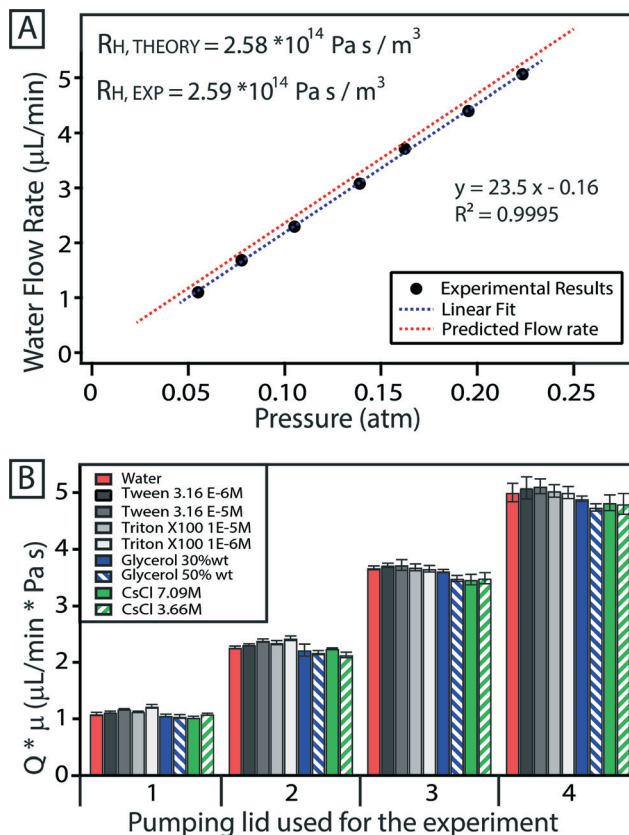 A
R_H, THEORY = 2.58 *10^14 Pa s / m^3
R_H, EXP = 2.59 *10^14 Pa s / m^3
y = 23.5 x - 0.16
R² = 0.9995
Experimental Results
Linear Fit
Predicted Flow rate
Water Flow Rate (µL/min)
5
4
3
2
1
0
0
0.05
0.10
0.15
0.20
0.25
Pressure (atm)
B
Water
Tween 3.16 E-6M
Tween 3.16 E-5M
Triton X100 1E-5M
Triton X100 1E-6M
Glycerol 30%wt
Glycerol 50% wt
CsCl 7.09M
CsCl 3.66M
Q * µ (µL/min * Pa s)
5
4
3
2
1
0
1
2
3
4
Pumping lid used for the experiment